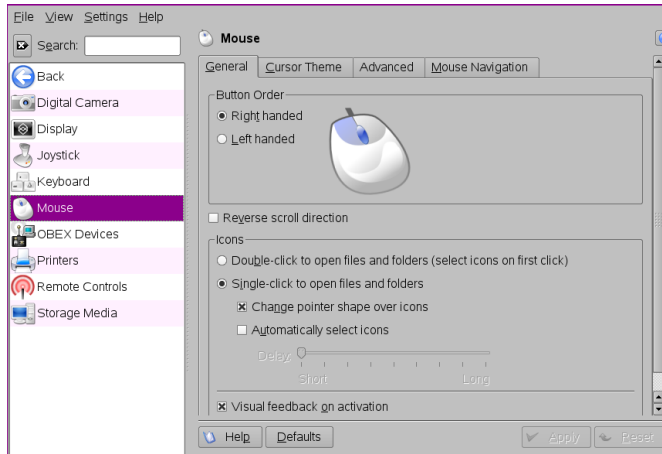 File View Settings Help
Search:
Back
Digital Camera
Display
Joystick
Keyboard
Mouse
OBEX Devices
Printers
Remote Controls
Storage Media
Mouse
General Cursor Theme Advanced Mouse Navigation
Button Order
Right handed
Left handed
Reverse scroll direction
Icons
Double-click to open files and folders (select icons on first click)
Single-click to open files and folders
Change pointer shape over icons
Automatically select icons
Delay:
Short Long
Visual feedback on activation
Help Defaults Apply Reset